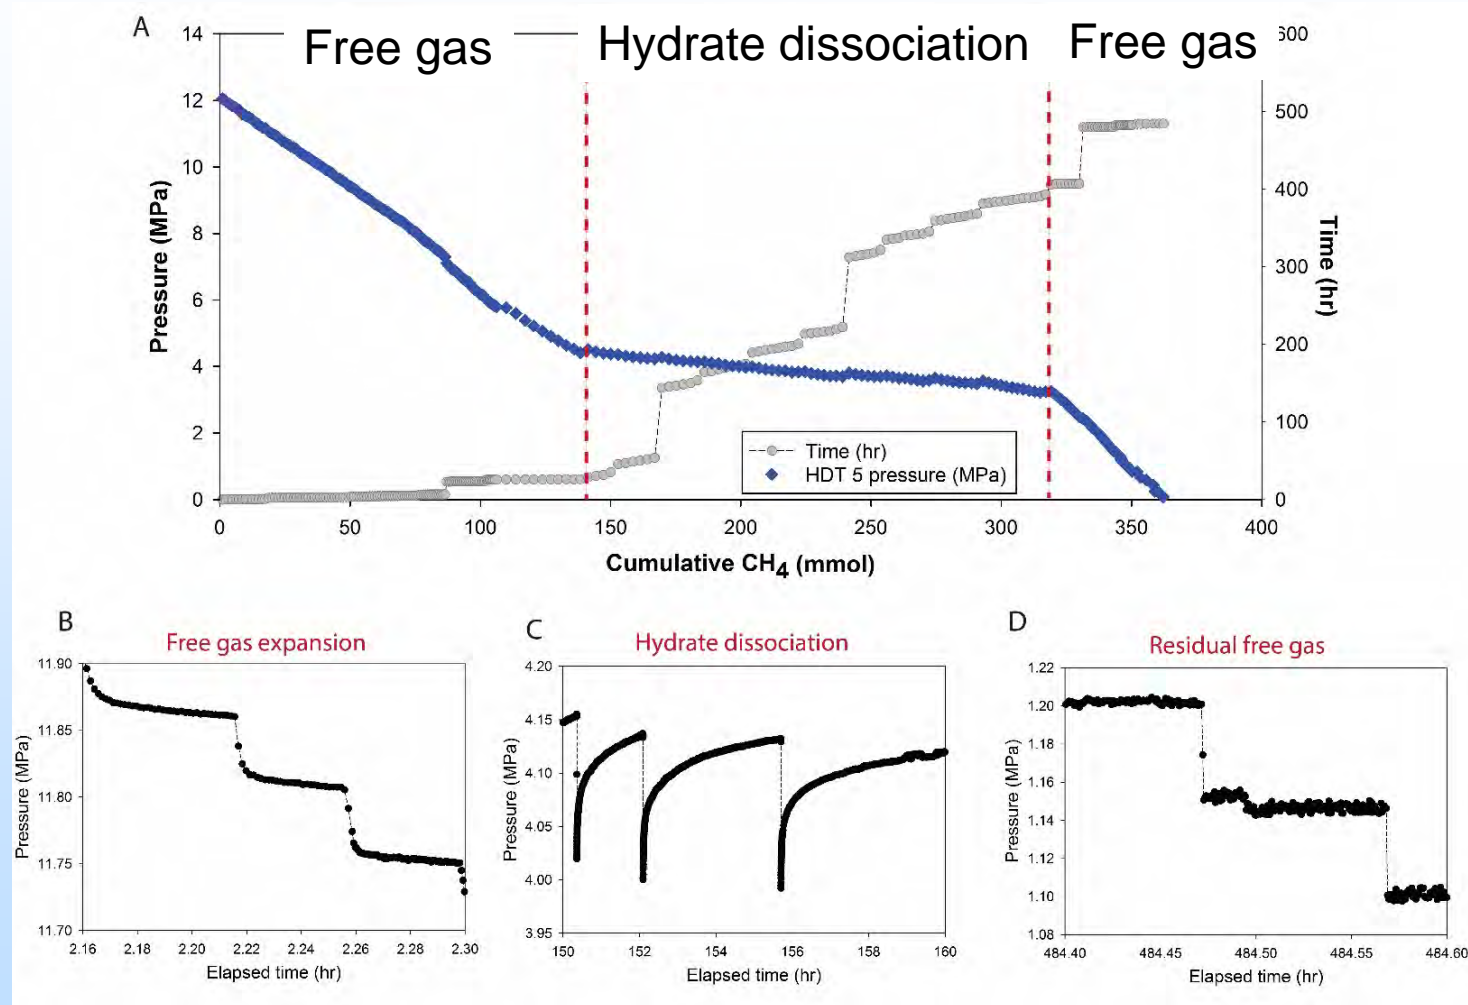 A
Free gas
Hydrate dissociation
Free gas
14
12
10
8
6
4
2
0
Pressure (MPa)
500
400
300
200
100
0
Time (hr)
Time (hr)
HDT 5 pressure (MPa)
0 50 100 150 200 250 300 350 400
Cumulative CH4 (mmol)
B
Free gas expansion
11.90
11.85
11.80
11.75
11.70
Pressure (MPa)
2.16 2.18 2.20 2.22 2.24 2.26 2.28 2.30
Elapsed time (hr)
C
Hydrate dissociation
4.20
4.15
4.10
4.05
4.00
3.95
Pressure (MPa)
150 152 154 156 158 160
Elapsed time (hr)
D
Residual free gas
1.22
1.20
1.18
1.16
1.14
1.12
1.10
1.08
Pressure (MPa)
484.40 484.45 484.50 484.55 484.60
Elapsed time (hr)